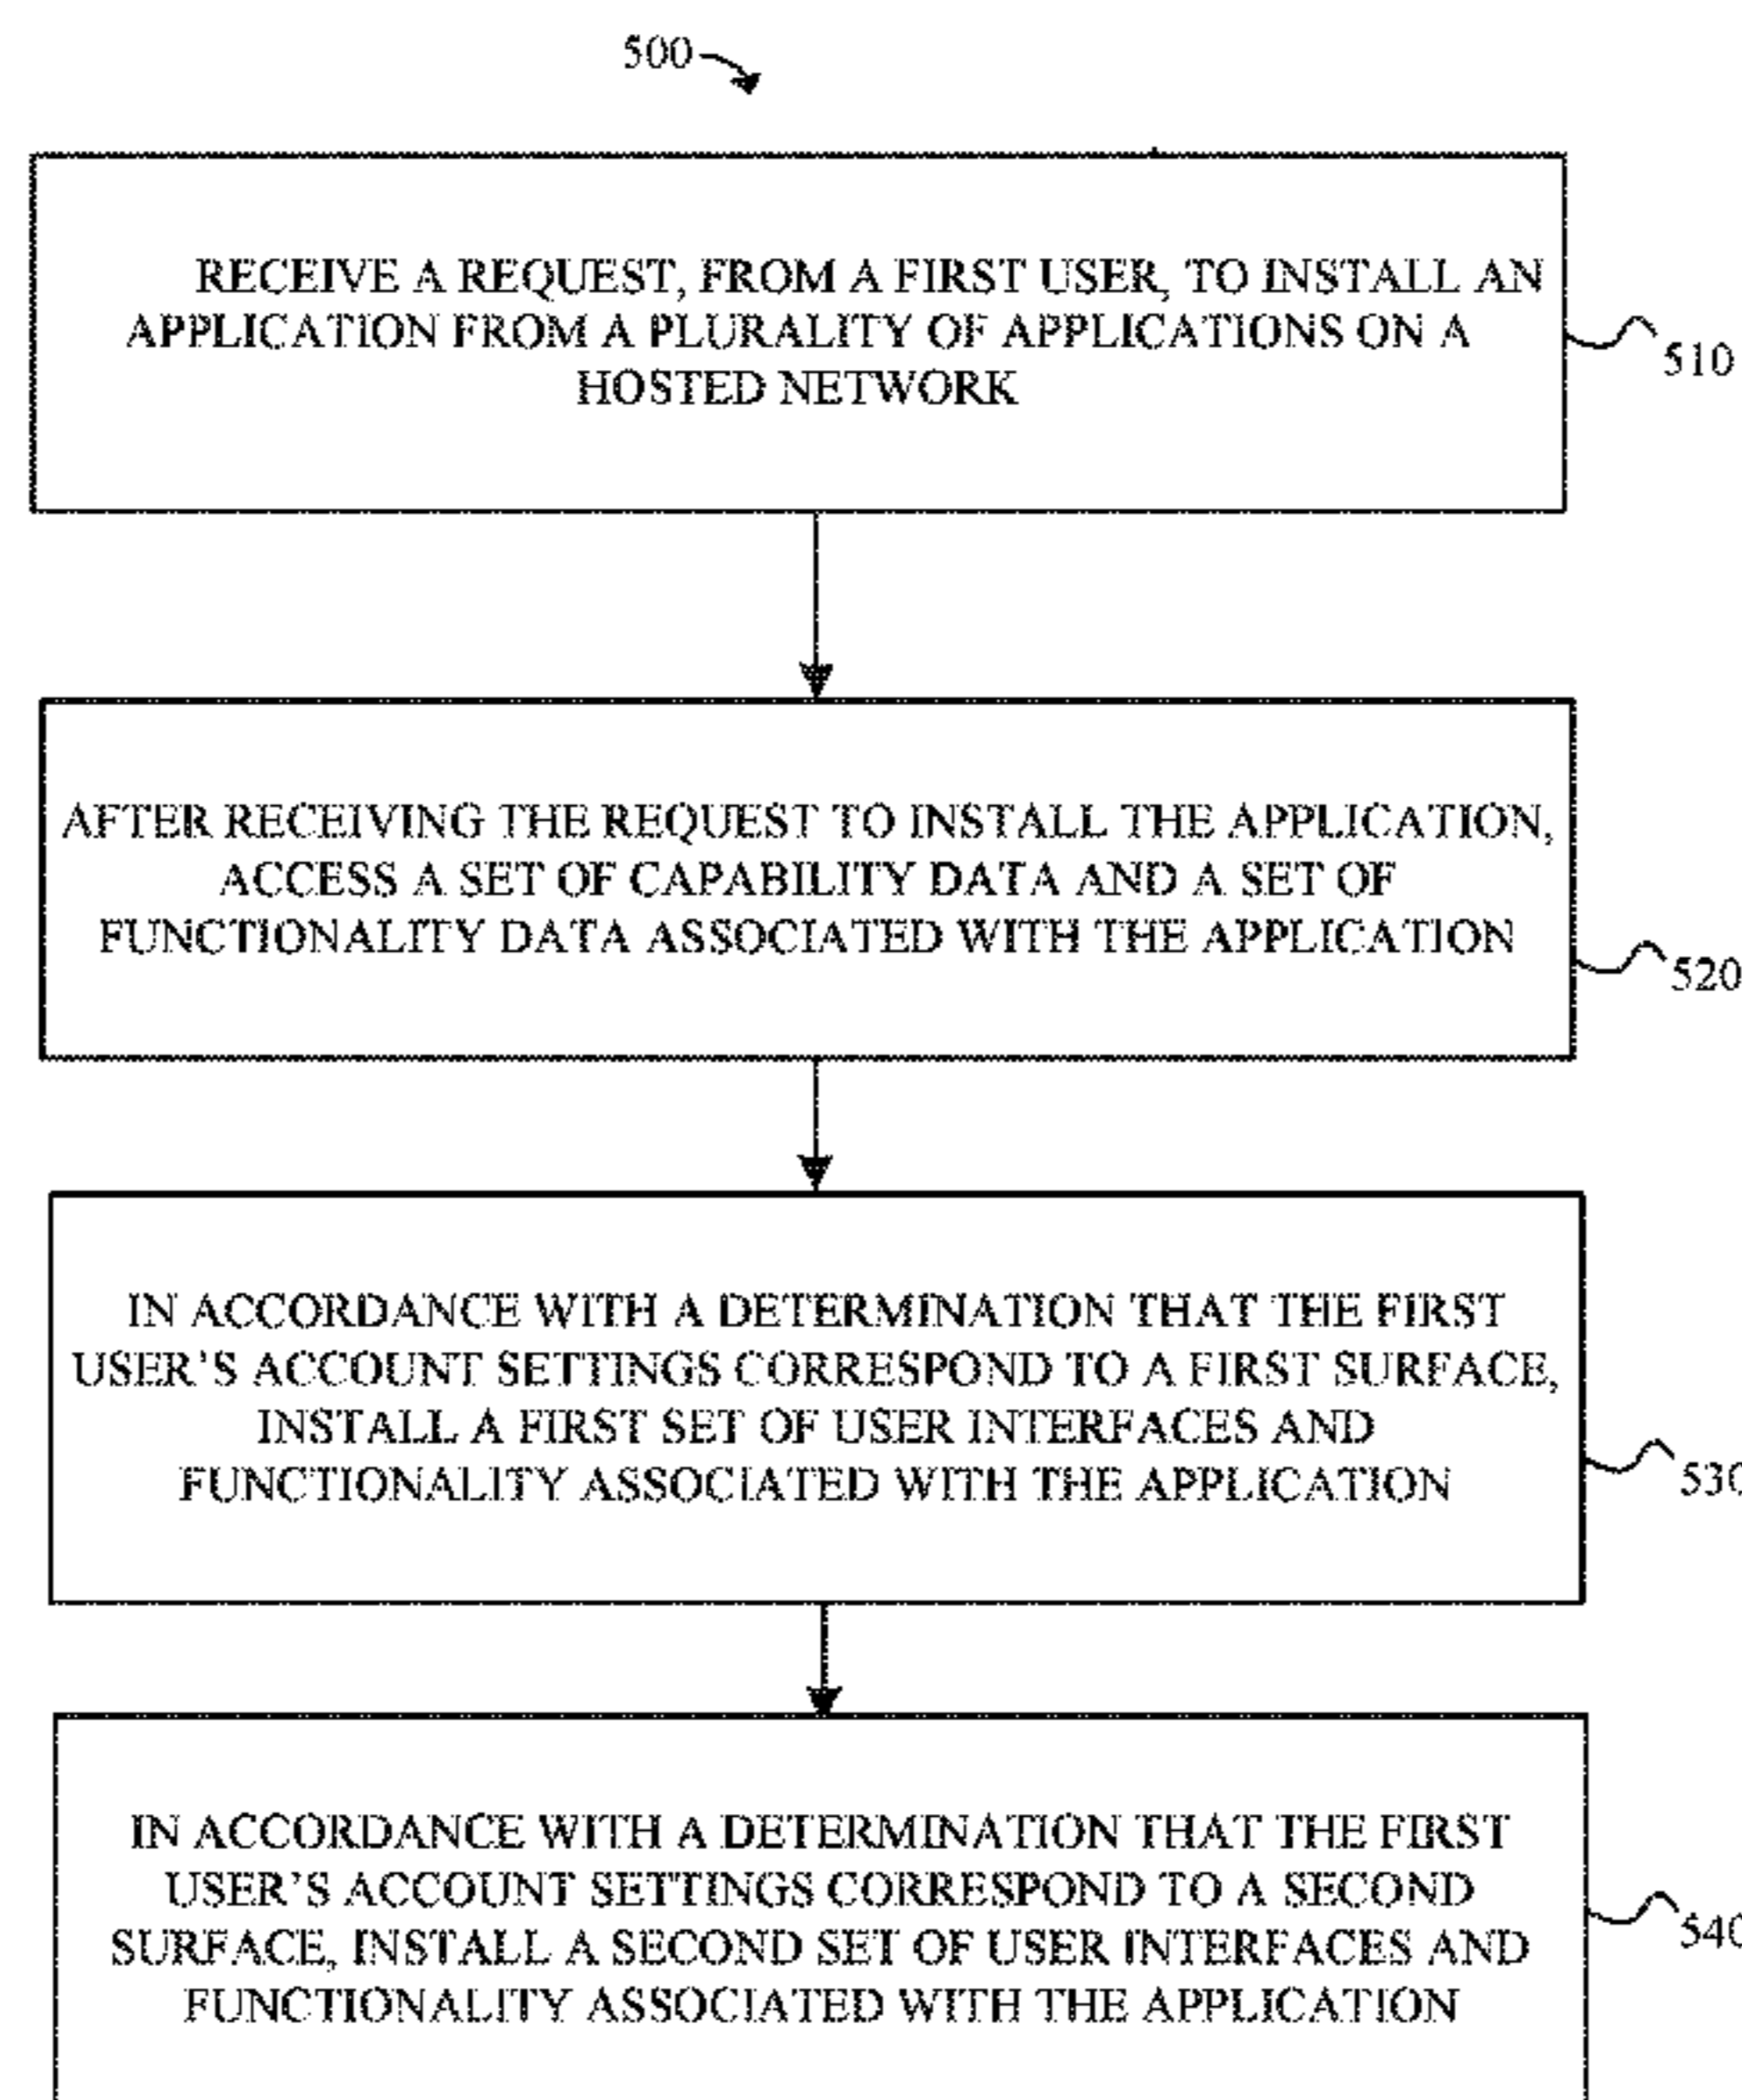 500
RECEIVE A REQUEST, FROM A FIRST USER, TO INSTALL AN
APPLICATION FROM A PLURALITY OF APPLICATIONS ON A
HOSTED NETWORK
510
AFTER RECEIVING THE REQUEST TO INSTALL THE APPLICATION,
ACCESS A SET OF CAPABILITY DATA AND A SET OF
FUNCTIONALITY DATA ASSOCIATED WITH THE APPLICATION
520
IN ACCORDANCE WITH A DETERMINATION THAT THE FIRST
USER'S ACCOUNT SETTINGS CORRESPOND TO A FIRST SURFACE,
INSTALL A FIRST SET OF USER INTERFACES AND
FUNCTIONALITY ASSOCIATED WITH THE APPLICATION
530
IN ACCORDANCE WITH A DETERMINATION THAT THE FIRST
USER'S ACCOUNT SETTINGS CORRESPOND TO A SECOND
SURFACE, INSTALL A SECOND SET OF USER INTERFACES AND
FUNCTIONALITY ASSOCIATED WITH THE APPLICATION
540